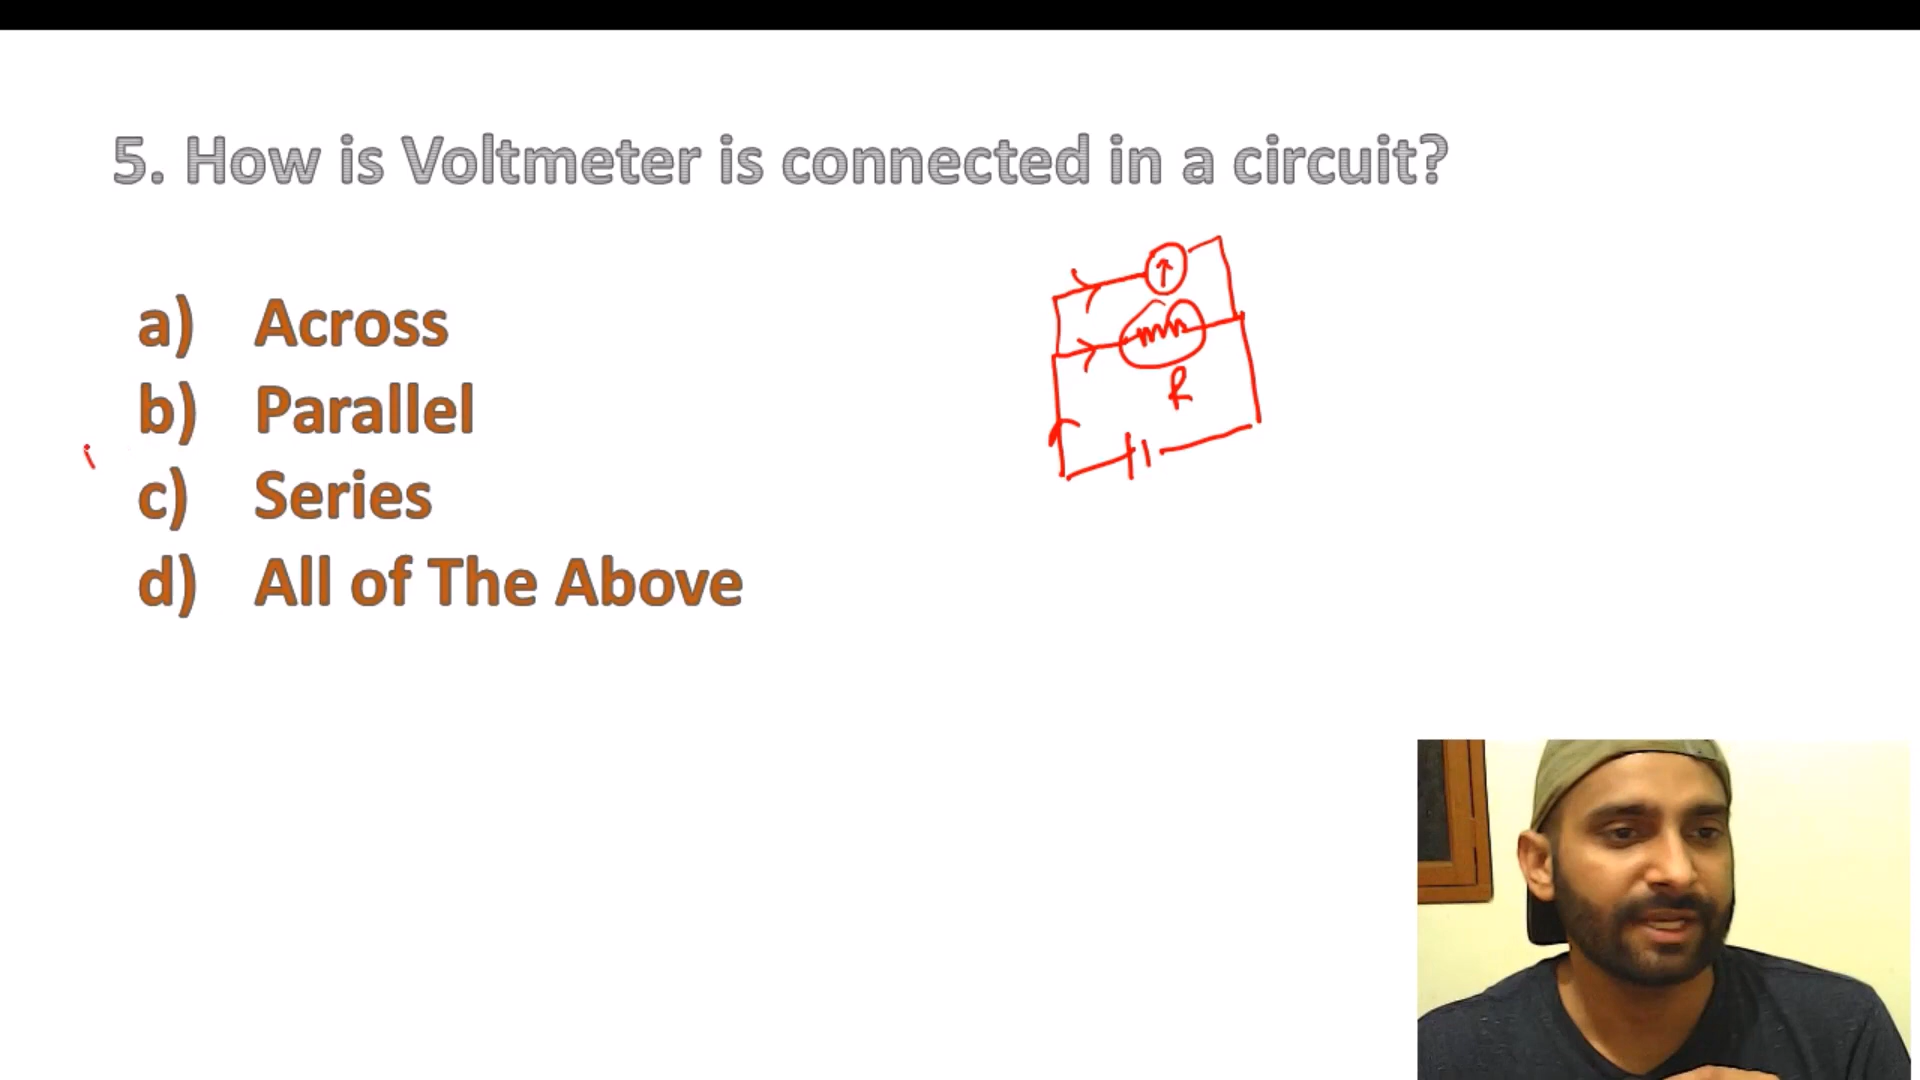 5. How is Voltmeter is connected in a circuit?
a) Across
b) Parallel
c) Series
d) All of The Above
R